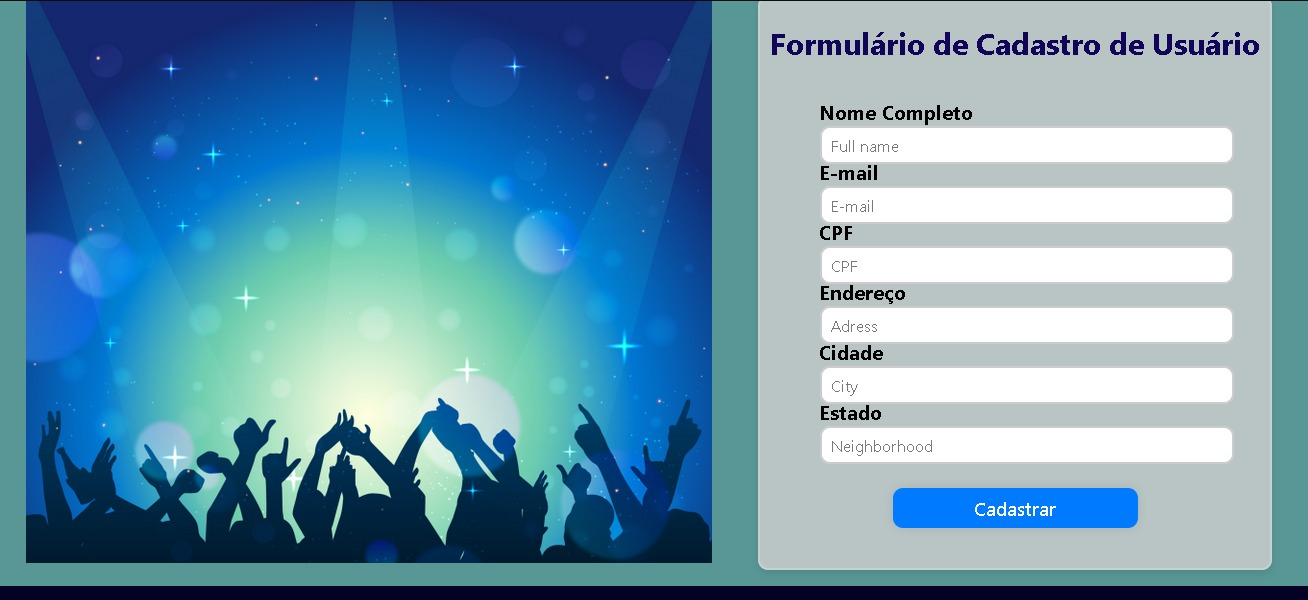 Formulário de Cadastro de Usuário
Nome Completo
Full name
E-mail
E-mail
CPF
CPF
Endereço
Adress
Cidade
City
Estado
Neighborhood
Cadastrar